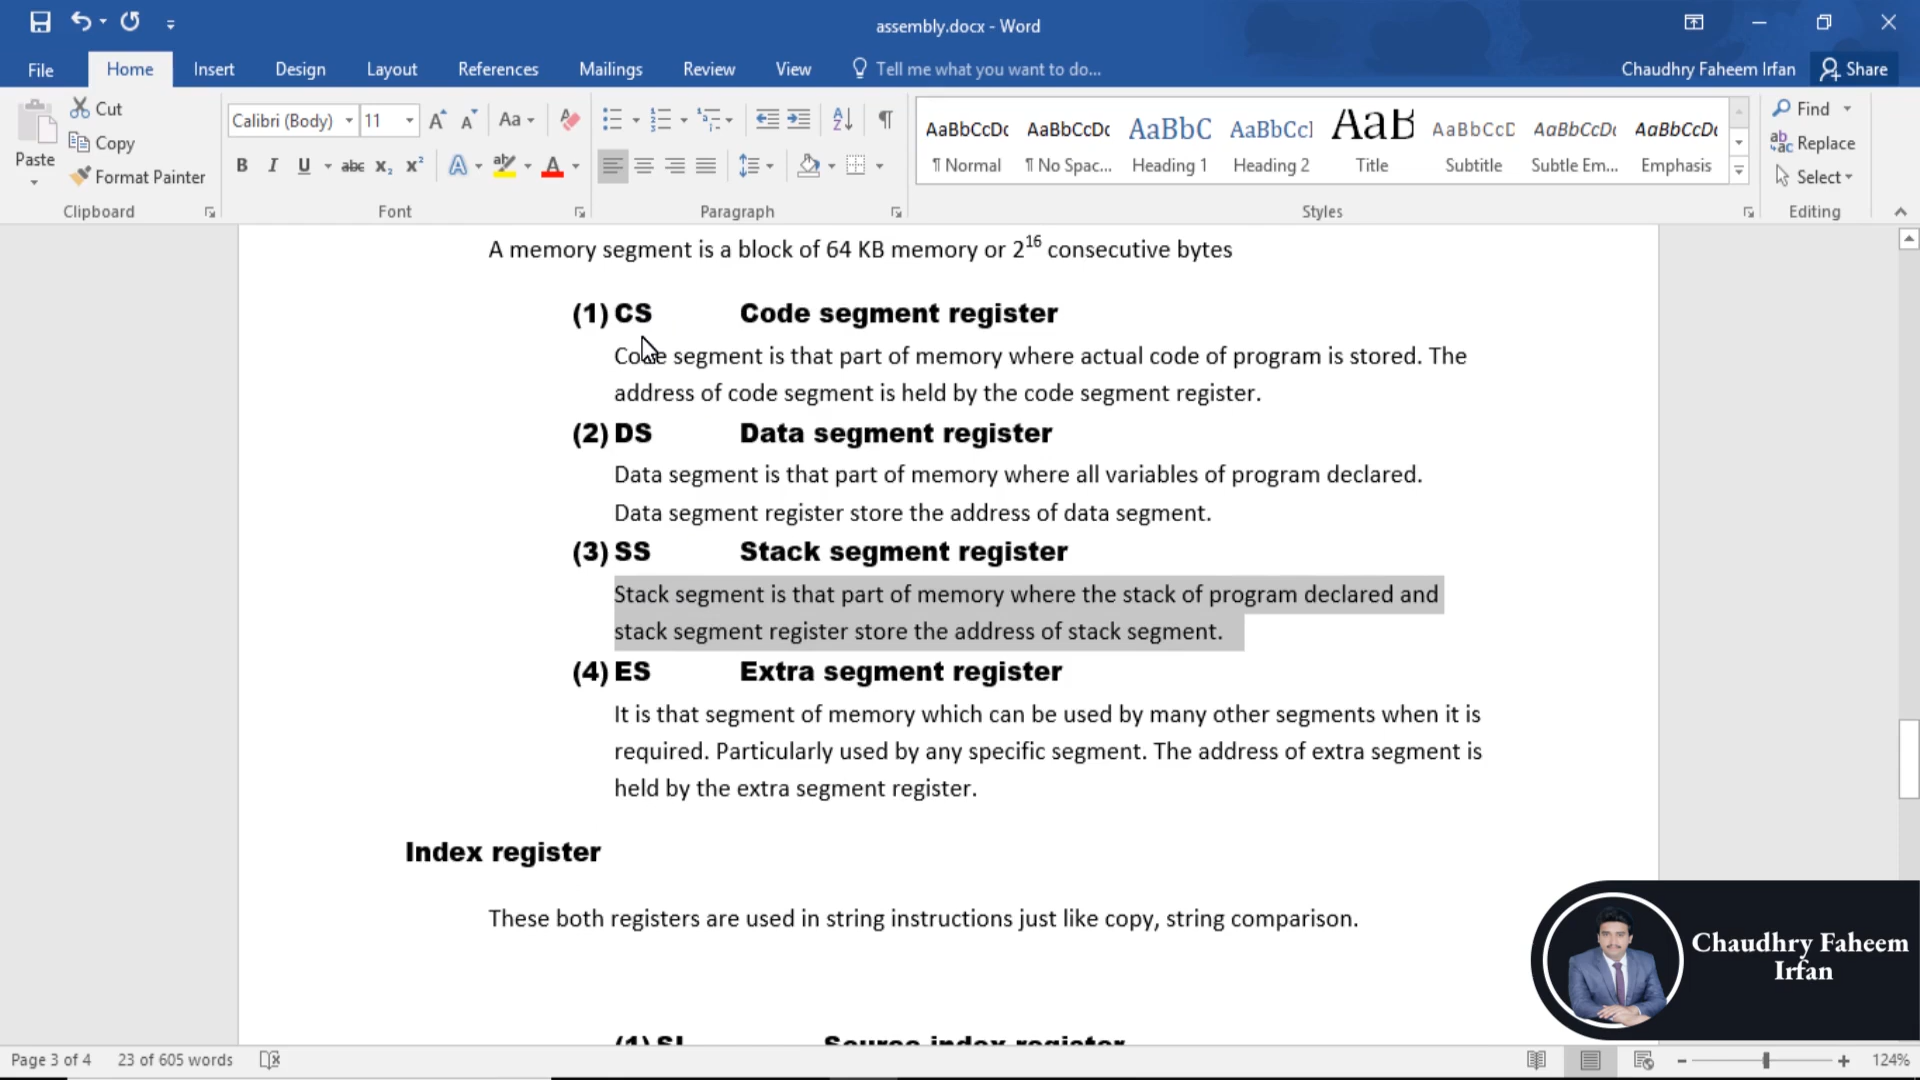 assembly.docx - Word
File Home Insert Design Layout References Mailings Review View Tell me what you want to do... Chaudhry Faheem Irfan Share
Cut
Copy
Paste
Format Painter
Clipboard
Calibri (Body) 11 Aa
B I U abc x₂ x² A ab A
Font
Paragraph
AaBbCcDc AaBbCcDc AaBbC AaBbCcl AaB AaBbCcD AaBbCcDc AaBbCcDc
¶ Normal ¶ No Spac... Heading 1 Heading 2 Title Subtitle Subtle Em... Emphasis
Styles
Find
Replace
Select
Editing
A memory segment is a block of 64 KB memory or 2¹⁶ consecutive bytes
(1) CS Code segment register
Code segment is that part of memory where actual code of program is stored. The
address of code segment is held by the code segment register.
(2) DS Data segment register
Data segment is that part of memory where all variables of program declared.
Data segment register store the address of data segment.
(3) SS Stack segment register
Stack segment is that part of memory where the stack of program declared and
stack segment register store the address of stack segment.
(4) ES Extra segment register
It is that segment of memory which can be used by many other segments when it is
required. Particularly used by any specific segment. The address of extra segment is
held by the extra segment register.
Index register
These both registers are used in string instructions just like copy, string comparison.
(1) SI Source index register
Chaudhry Faheem
Irfan
Page 3 of 4 23 of 605 words 124%